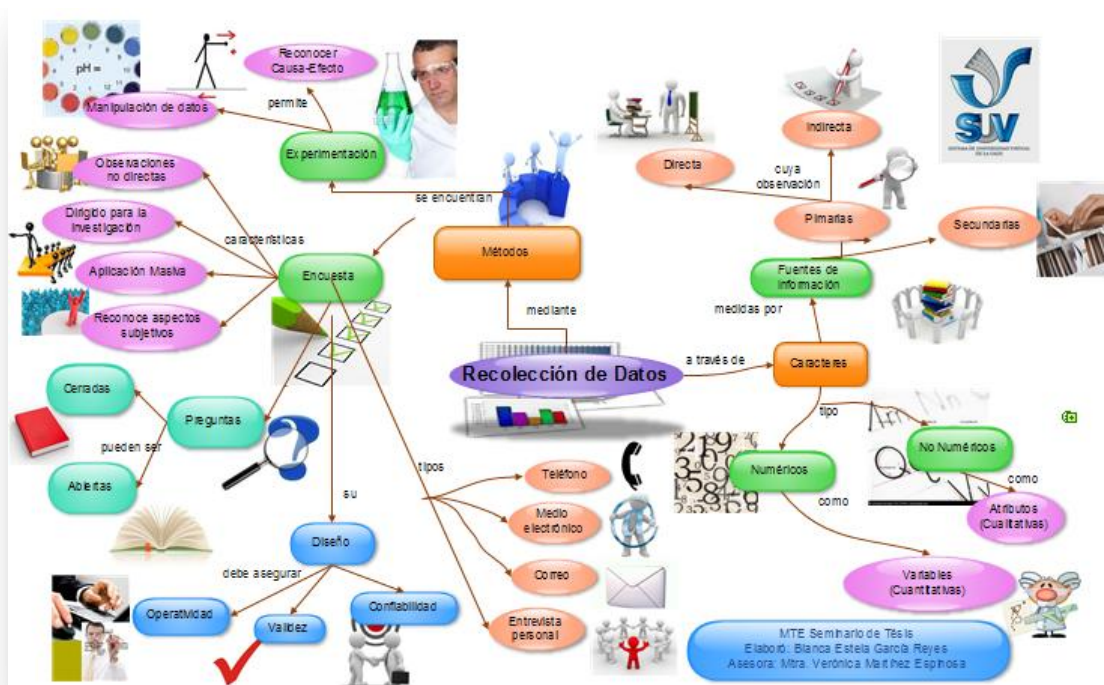 Reconocer
Causa-Efecto
pH =
permite
Manipulación de datos
Experimentación
Observaciones
no directas
Dirigido para la
investigación
características
Aplicación Masiva
Encuesta
Reconoce aspectos
subjetivos
se encuentran
Métodos
mediante
Recolección de Datos
a través de
Caracteres
medidas por
Fuentes de
información
Pimarias
Secundarias
cuya
observación
Directa
Indirecta
SUV
tipo
Numéricos
No Numéricos
como
como
Atributos
(Cualitativas)
Variables
(Cuantitativas)
Cerradas
Preguntas
pueden ser
Abiertas
su
Diseño
debe asegurar
Operatividad
Validez
Confiabilidad
tipos
Teléfono
Medio
electrónico
Correo
Entrevista
personal
MTE Seminario de Tésis
Elaboró: Blanca Estela García Reyes
Asesora: Mtra. Verónica Martíhez Espinosa